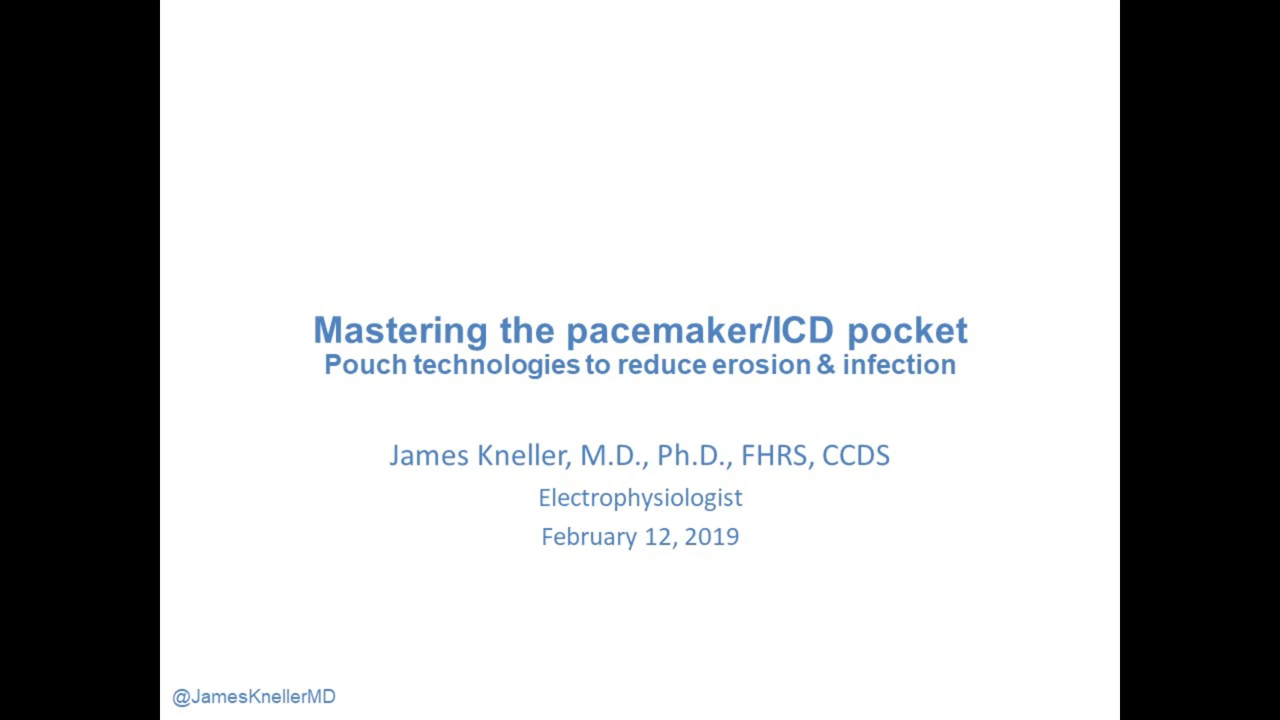 Mastering the pacemaker/ICD pocket
Pouch technologies to reduce erosion & infection
James Kneller, M.D., Ph.D., FHRS, CCDS
Electrophysiologist
February 12, 2019
@JamesKnellerMD